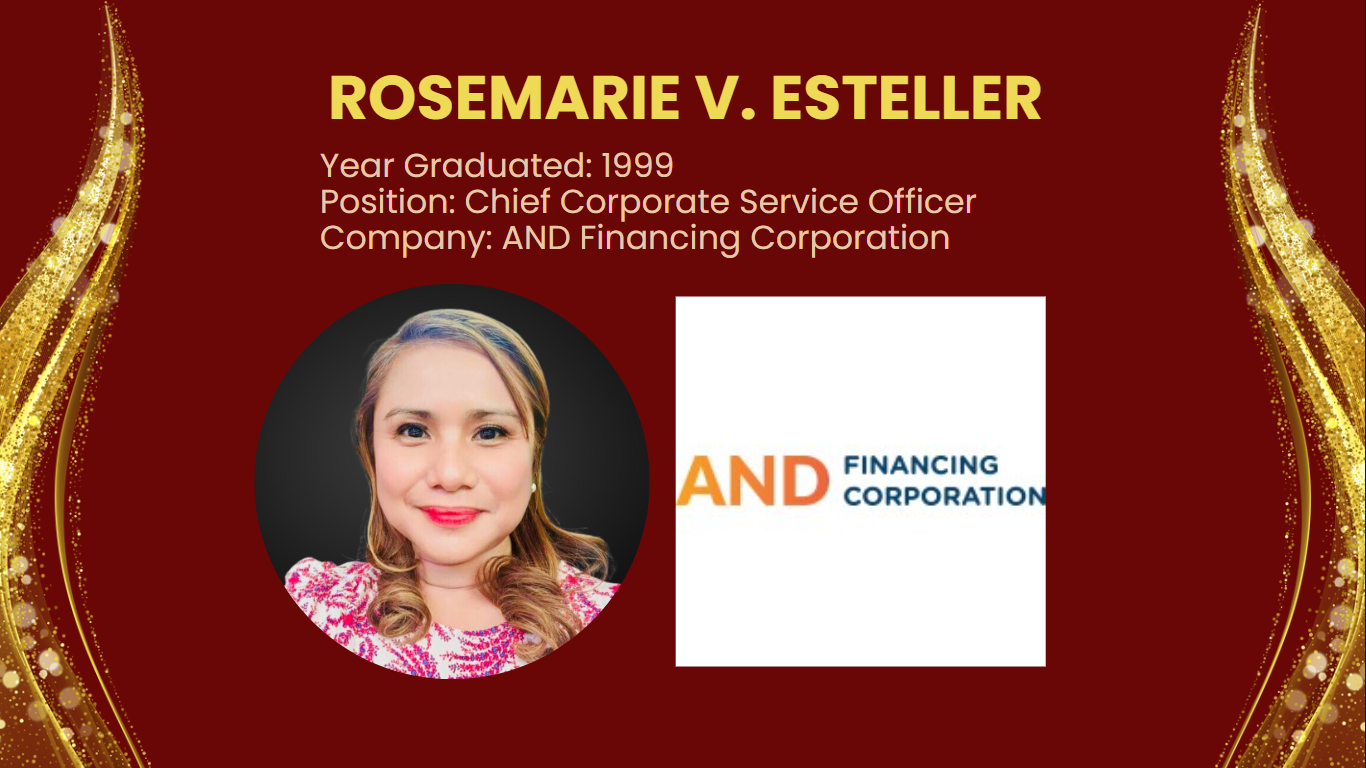 ROSEMARIE V. ESTELLER
Year Graduated: 1999
Position: Chief Corporate Service Officer
Company: AND Financing Corporation
AND FINANCING
CORPORATION